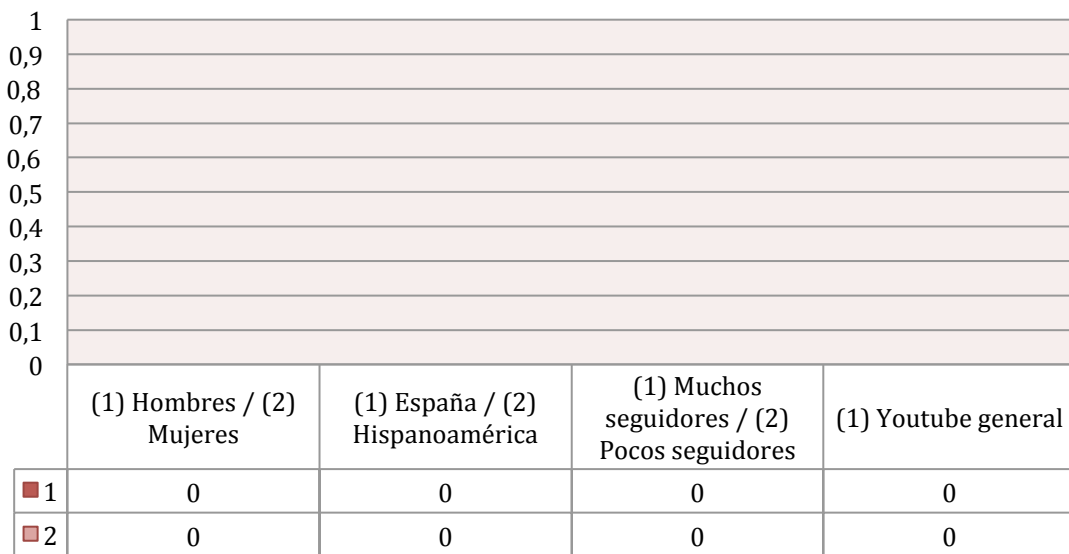 1
0,9
0,8
0,7
0,6
0,5
0,4
0,3
0,2
0,1
0
(1) Hombres / (2)
Mujeres
(1) España / (2)
Hispanoamérica
(1) Muchos
seguidores / (2)
Pocos seguidores
(1) Youtube general
1 0 0 0 0
2 0 0 0 0